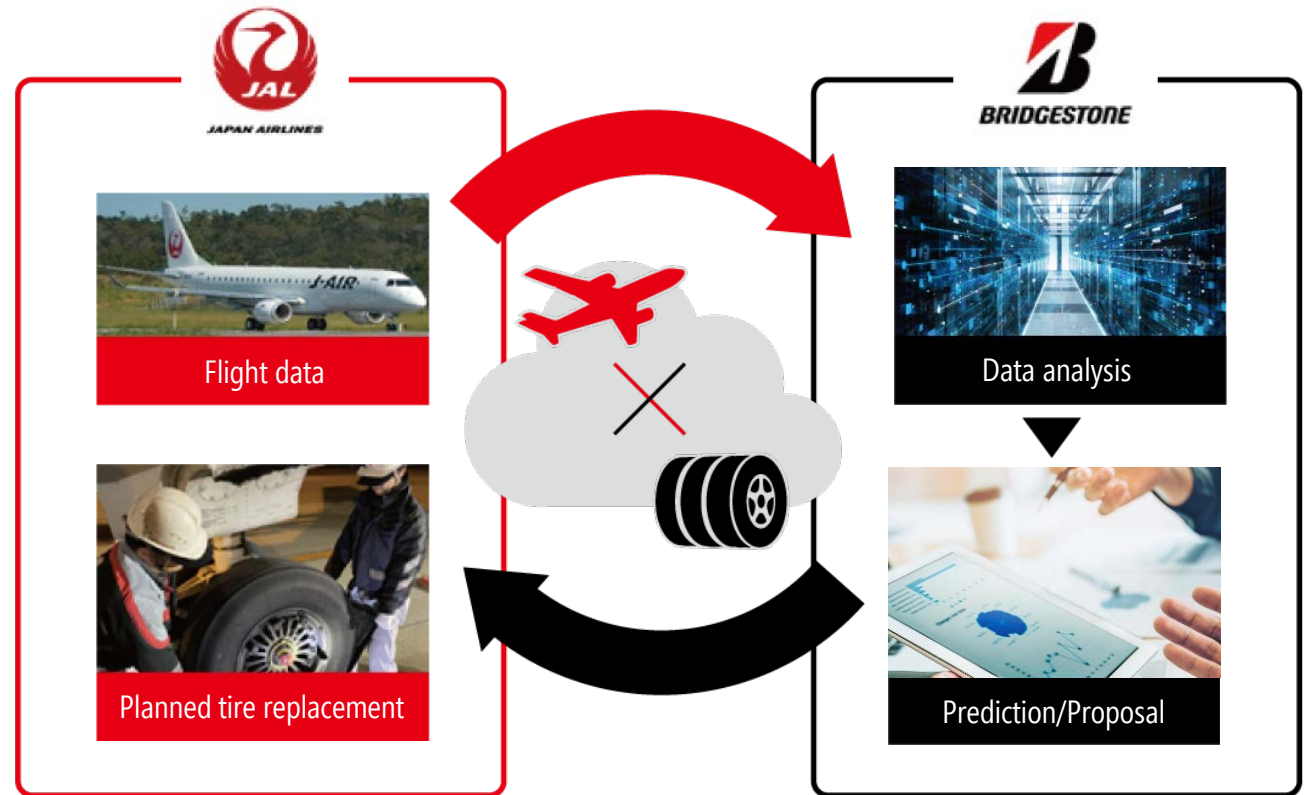 JAL
JAPAN AIRLINES
J-AIR
Flight data
Planned tire replacement
B
BRIDGESTONE
Data analysis
Prediction/Proposal